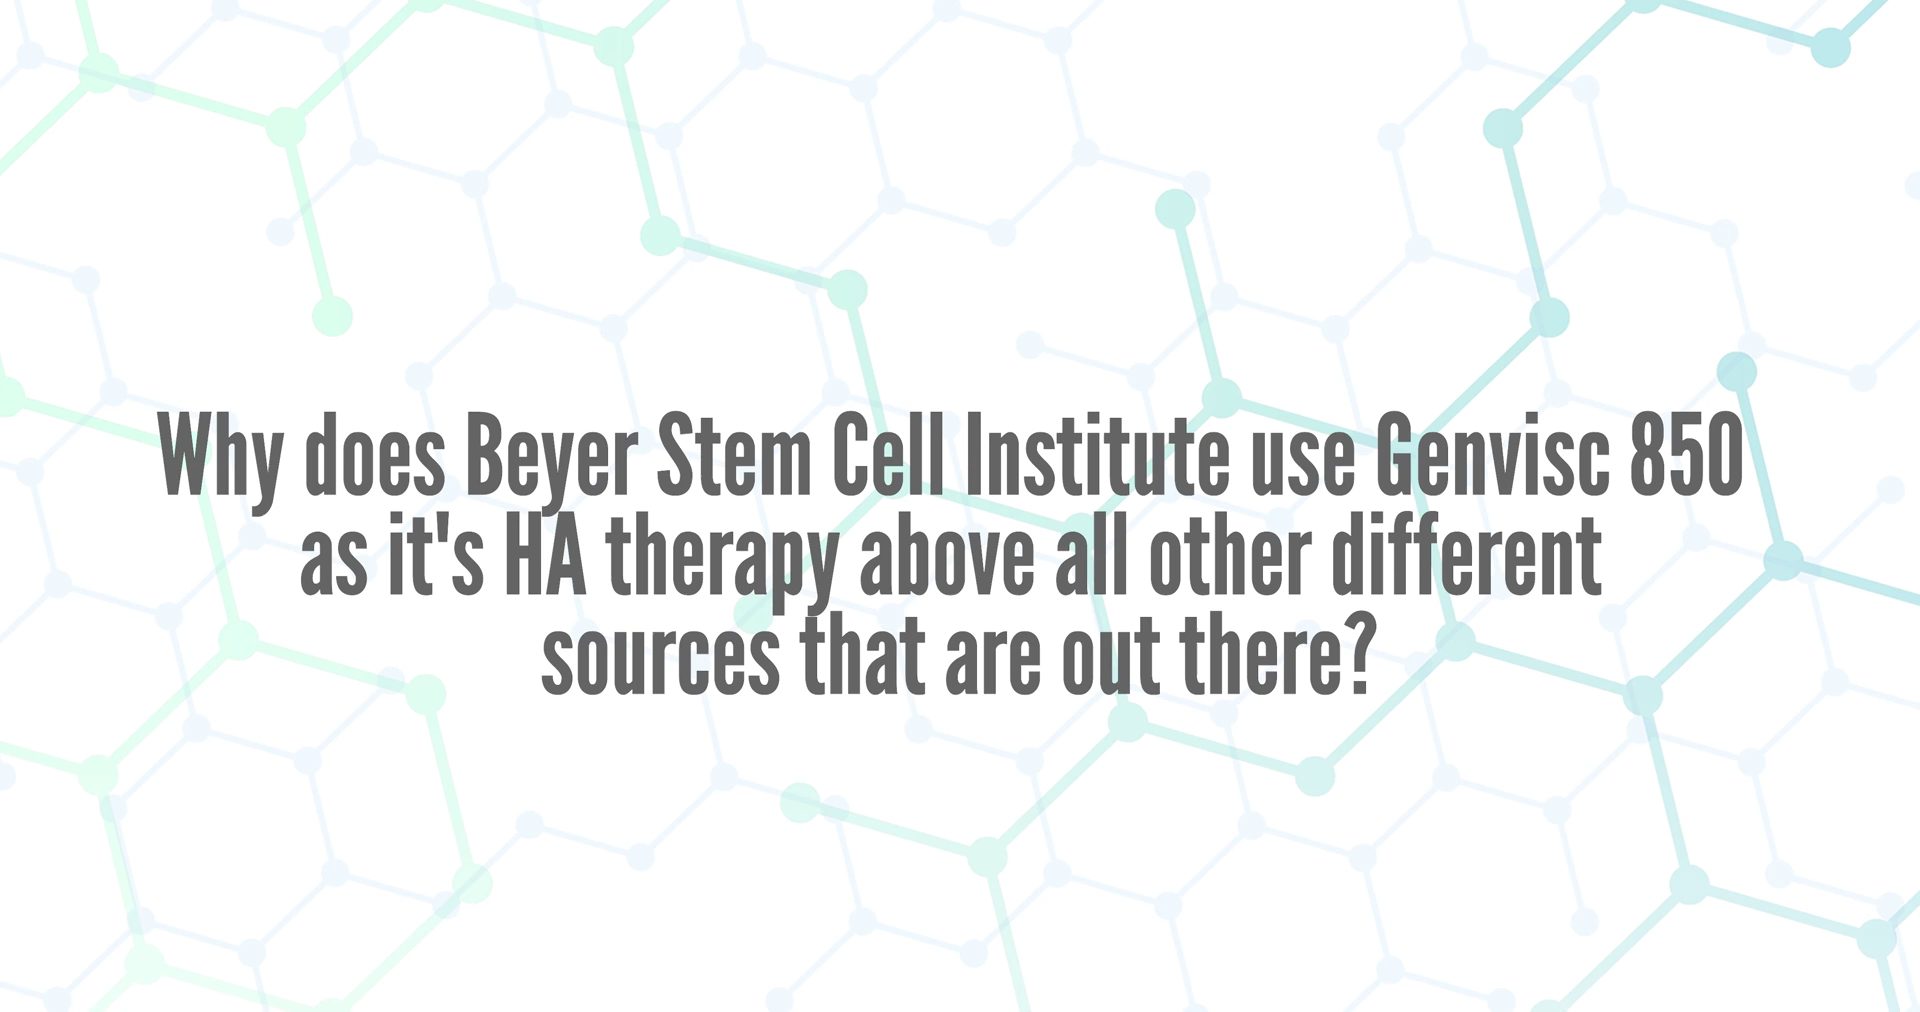 Why does Beyer Stem Cell Institute use Genvisc 850
as it's HA therapy above all other different
sources that are out there?